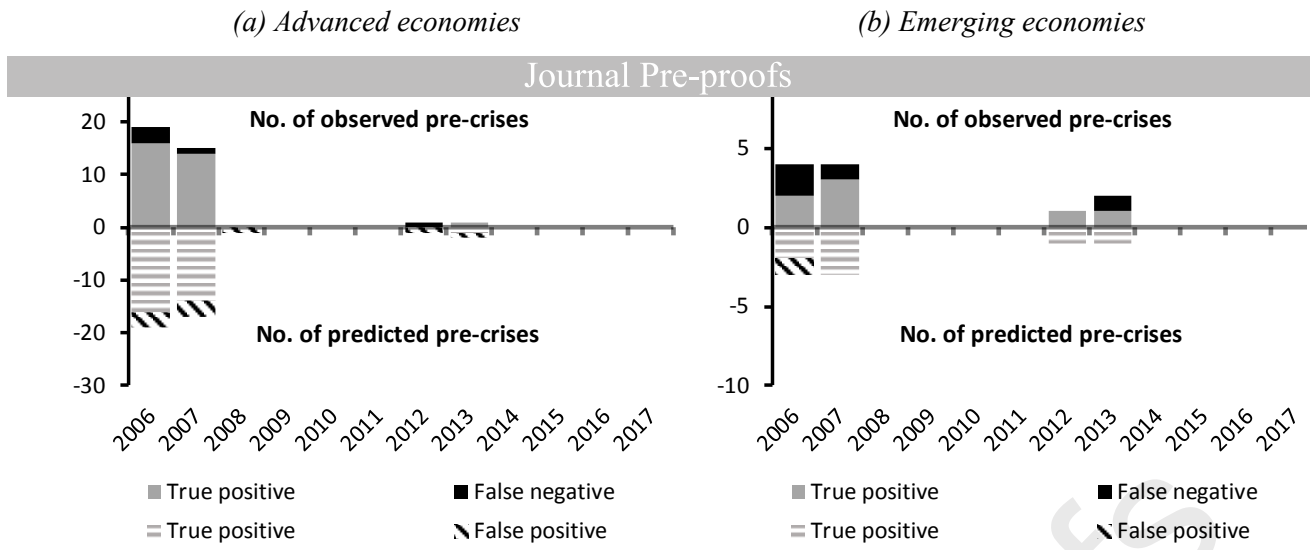 (a) Advanced economies
(b) Emerging economies
Journal Pre-proofs
No. of observed pre-crises
20
10
0
-10
-20
-30
No. of predicted pre-crises
2006 2007 2008 2009 2010 2011 2012 2013 2014 2015 2016 2017
True positive
False negative
True positive
False positive
No. of observed pre-crises
5
0
-5
-10
No. of predicted pre-crises
2006 2007 2008 2009 2010 2011 2012 2013 2014 2015 2016 2017
True positive
False negative
True positive
False positive